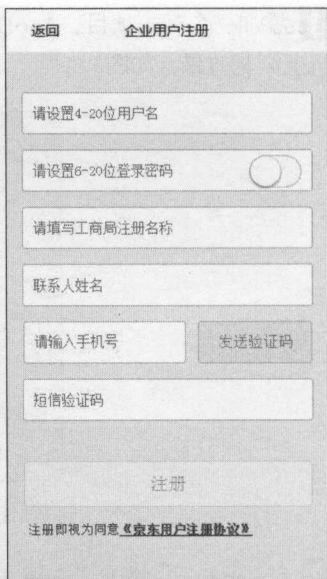 返回 企业用户注册
请设置4-20位用户名
请设置6-20位登录密码
请填写工商局注册名称
联系人姓名
请输入手机号 发送验证码
短信验证码
注册
注册即视为同意《京东用户注册协议》